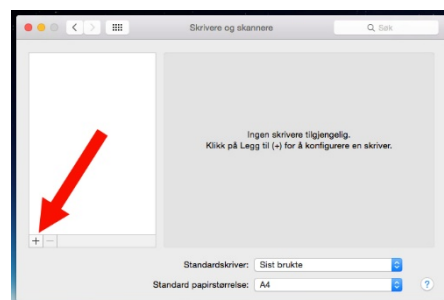 Skrivere og skannere
Søk
Ingen skrivere tilgjengelig.
Klikk på Legg til (+) for å konfigurere en skriver.
+ −
Standardskriver: Sist brukte
Standard papirstørrelse: A4
?